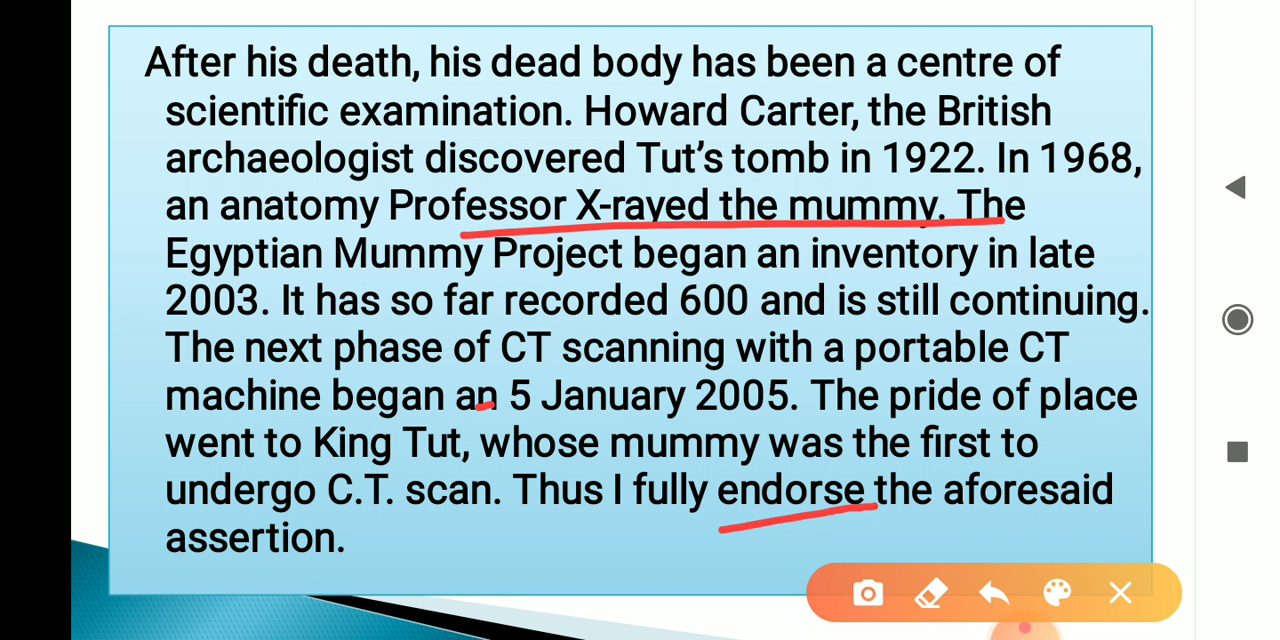 After his death, his dead body has been a centre of
scientific examination. Howard Carter, the British
archaeologist discovered Tut’s tomb in 1922. In 1968,
an anatomy Professor X-rayed the mummy. The
Egyptian Mummy Project began an inventory in late
2003. It has so far recorded 600 and is still continuing.
The next phase of CT scanning with a portable CT
machine began an 5 January 2005. The pride of place
went to King Tut, whose mummy was the first to
undergo C.T. scan. Thus I fully endorse the aforesaid
assertion.